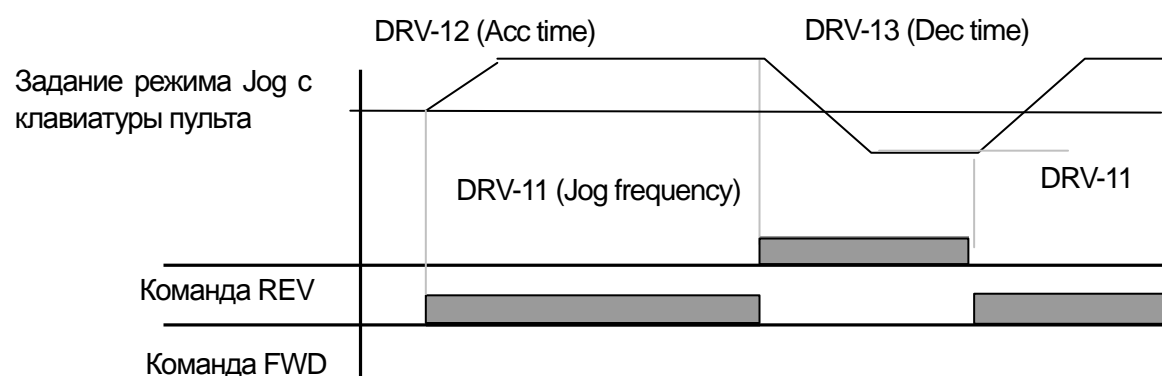 DRV-12 (Acc time)
DRV-13 (Dec time)
Задание режима Jog с
клавиатуры пульта
DRV-11 (Jog frequency)
DRV-11
Команда REV
Команда FWD